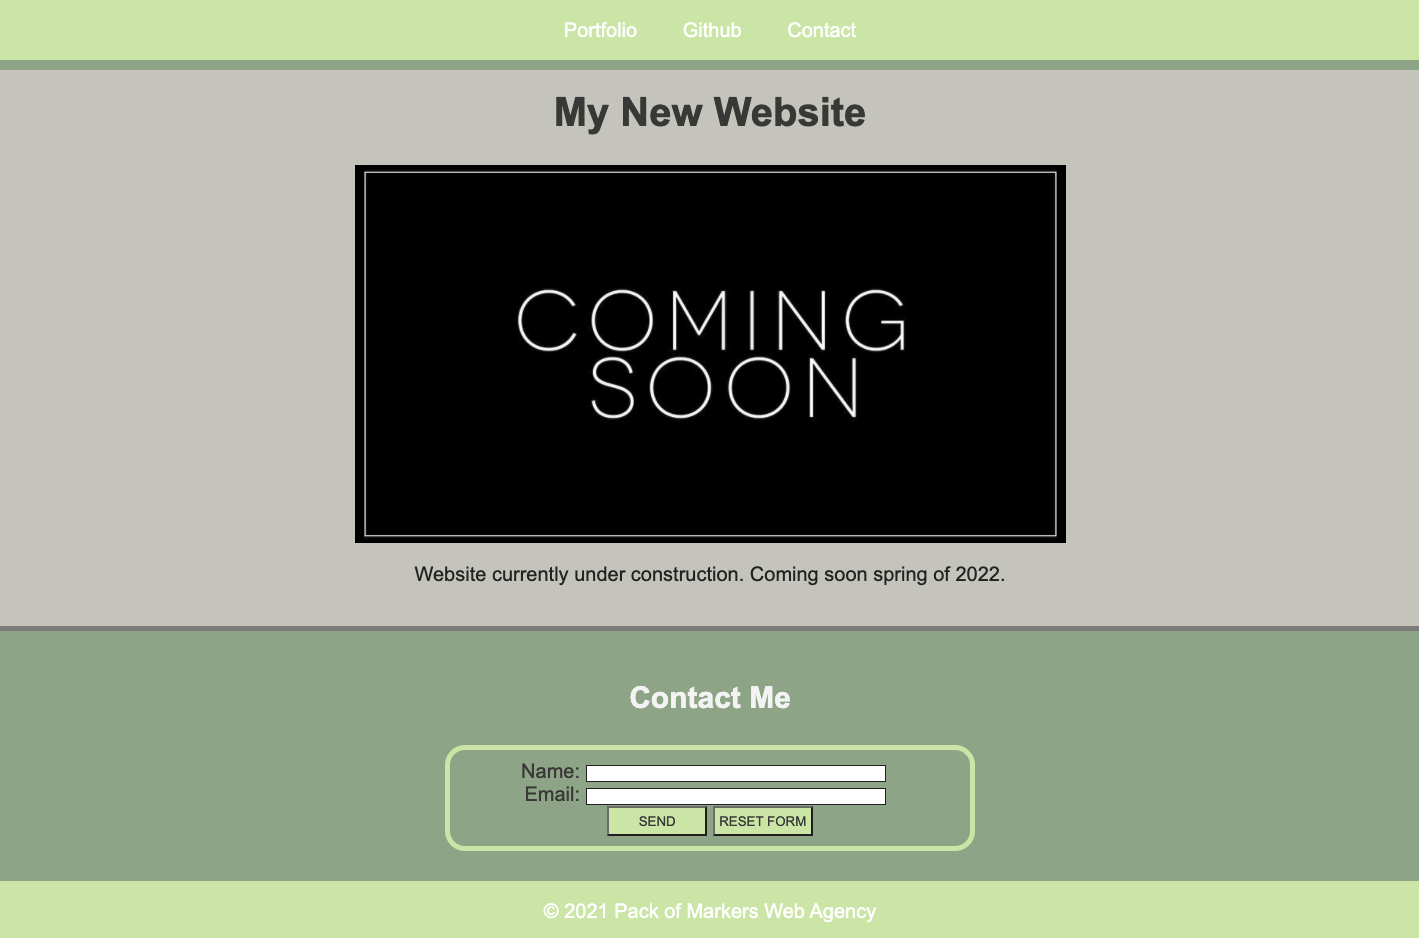 Portfolio Github Contact
My New Website
COMING
SOON
Website currently under construction. Coming soon spring of 2022.
Contact Me
Name:
Email:
SEND RESET FORM
© 2021 Pack of Markers Web Agency